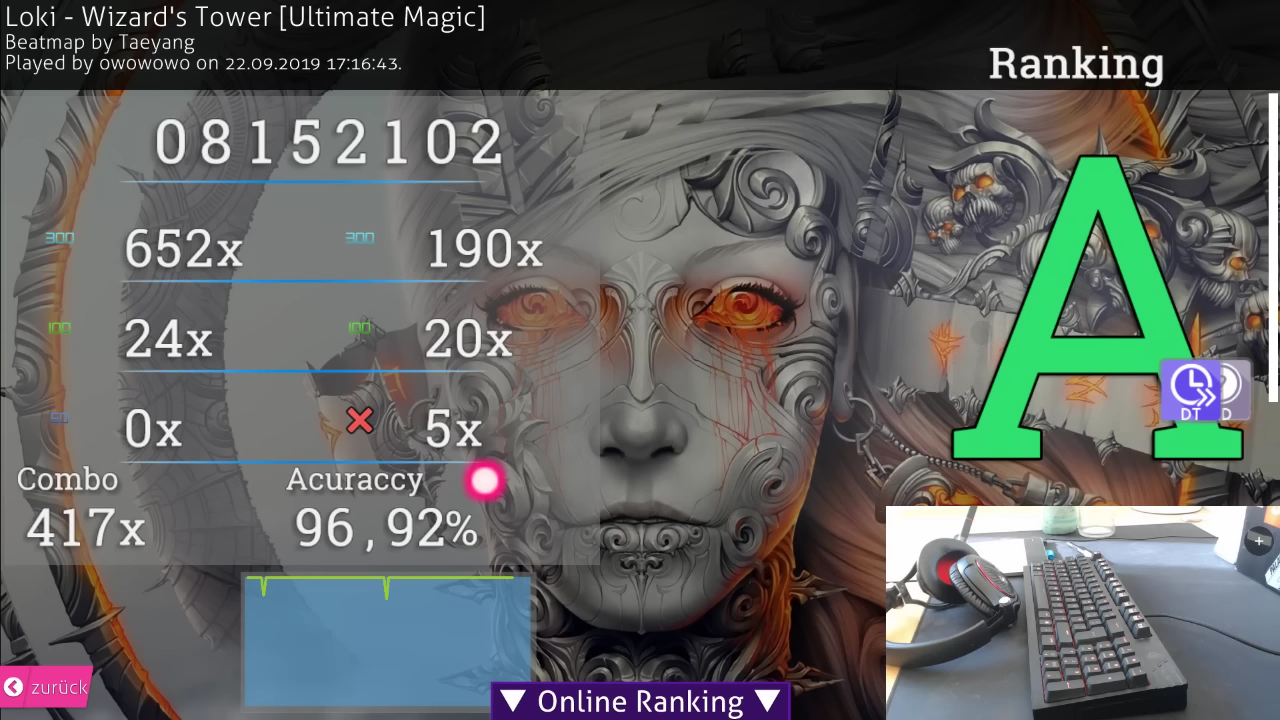 Loki - Wizard's Tower [Ultimate Magic]
Beatmap by Taeyang
Played by owowowo on 22.09.2019 17:16:43.
Ranking
08152102
300 652x 300 190x
100 24x 100 20x
50 0x 5x
Combo Acuraccy
417x 96,92%
A
DT D
zurück
▼ Online Ranking ▼